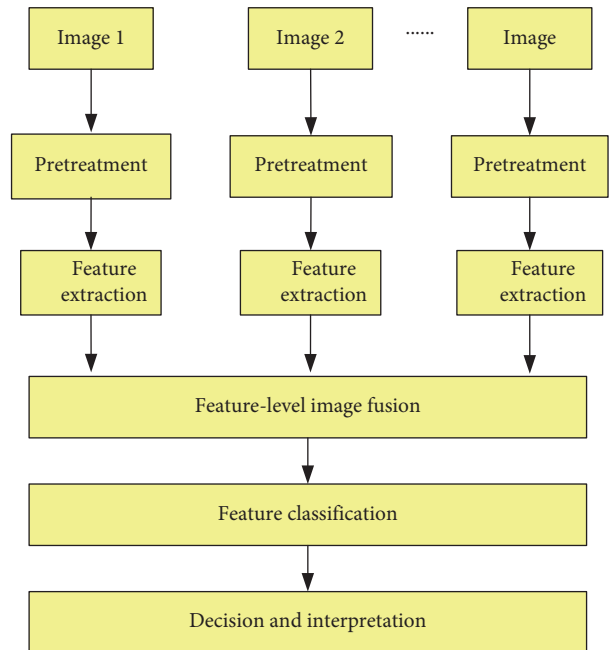 Image 1
Image 2
......
Image
Pretreatment
Pretreatment
Pretreatment
Feature
extraction
Feature
extraction
Feature
extraction
Feature-level image fusion
Feature classification
Decision and interpretation